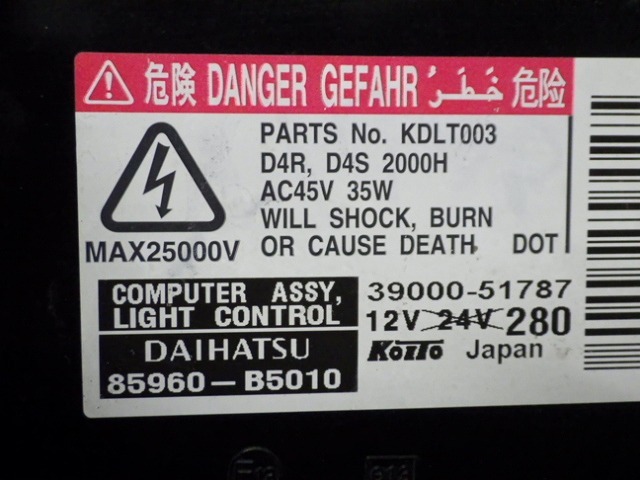 危険 DANGER GEFAHR خَطَر 危险
PARTS No. KDLT003
D4R, D4S 2000H
AC45V 35W
WILL SHOCK, BURN
OR CAUSE DEATH DOT
MAX25000V
COMPUTER ASSY,
LIGHT CONTROL
DAIHATSU
85960-B5010
39000-51787
12V 24V 280
KOITO Japan